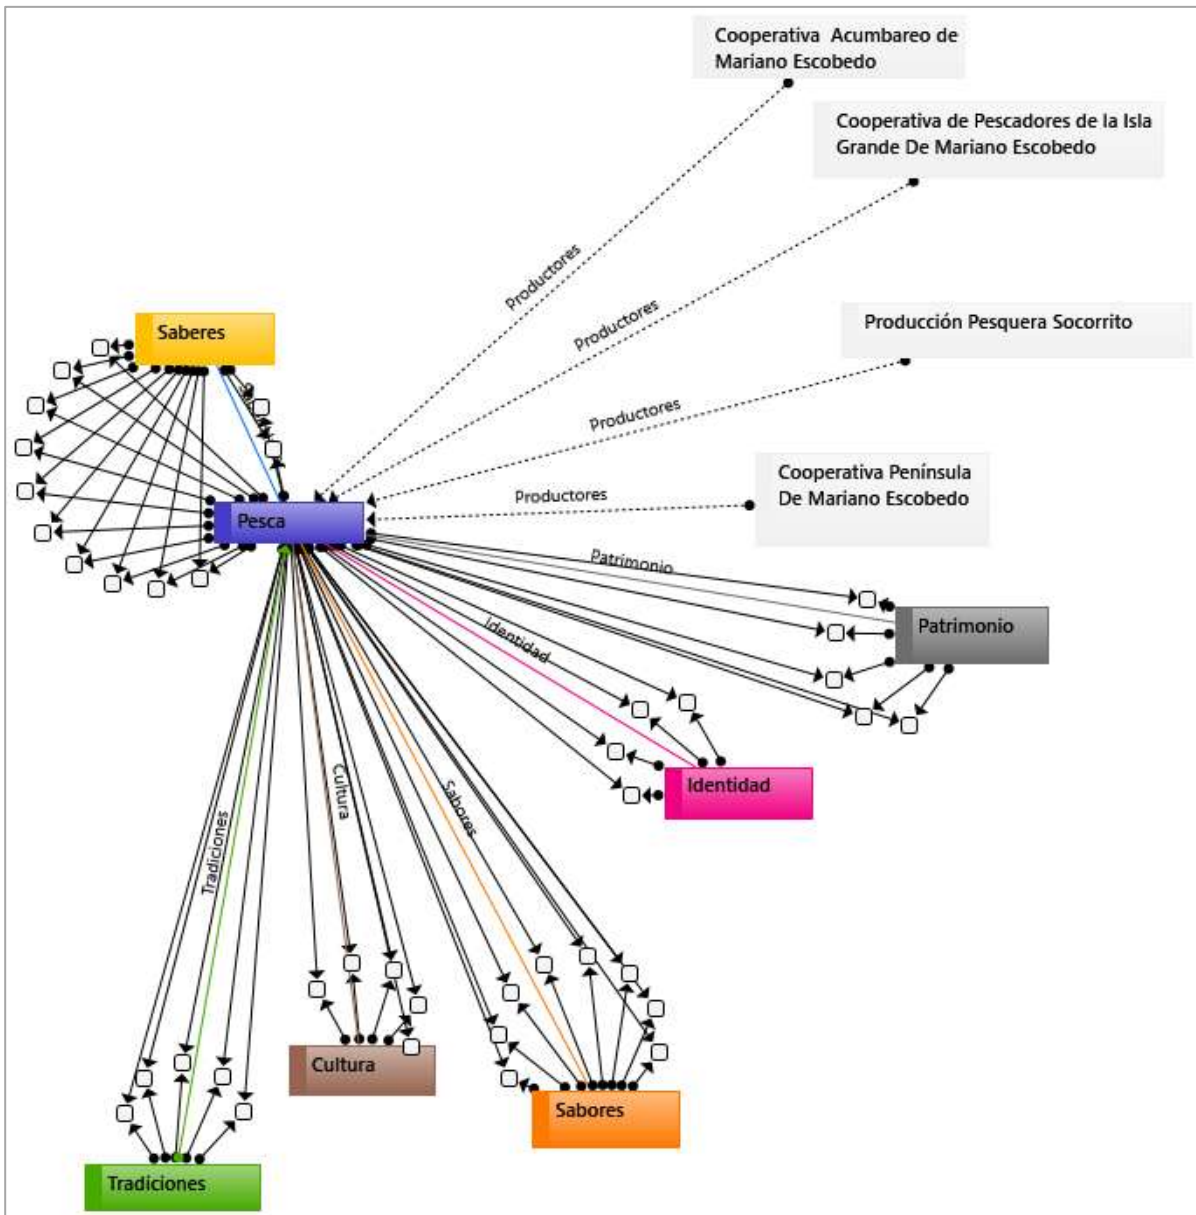 Cooperativa Acumbareo de
Mariano Escobedo
Cooperativa de Pescadores de la Isla
Grande De Mariano Escobedo
Productores
Productores
Producción Pesquera Socorrito
Saberes
Productores
Cooperativa Península
De Mariano Escobedo
Productores
Pesca
Patrimonio
Patrimonio
Identidad
Identidad
Cultura
Sabores
Tradiciones
Cultura
Sabores
Tradiciones